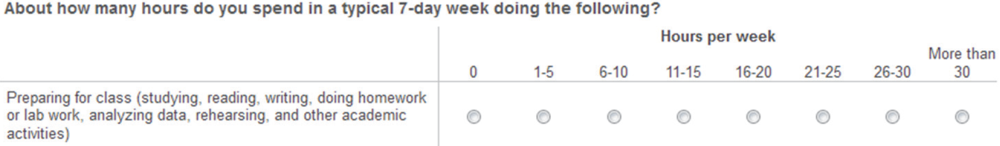 About how many hours do you spend in a typical 7-day week doing the following?
Hours per week
More than
0 1-5 6-10 11-15 16-20 21-25 26-30 30
Preparing for class (studying, reading, writing, doing homework
or lab work, analyzing data, rehearsing, and other academic
activities)